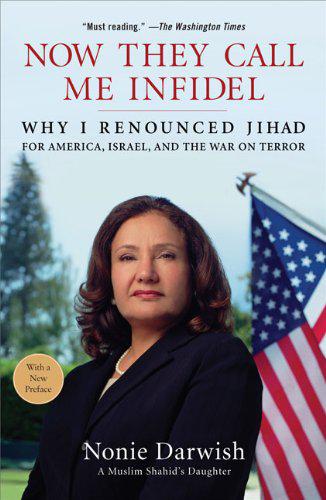 "Must reading." —The Washington Times
NOW THEY CALL
ME INFIDEL
WHY I RENOUNCED JIHAD
FOR AMERICA, ISRAEL, AND THE WAR ON TERROR
With a
New
Preface
Nonie Darwish
A Muslim Shahid's Daughter